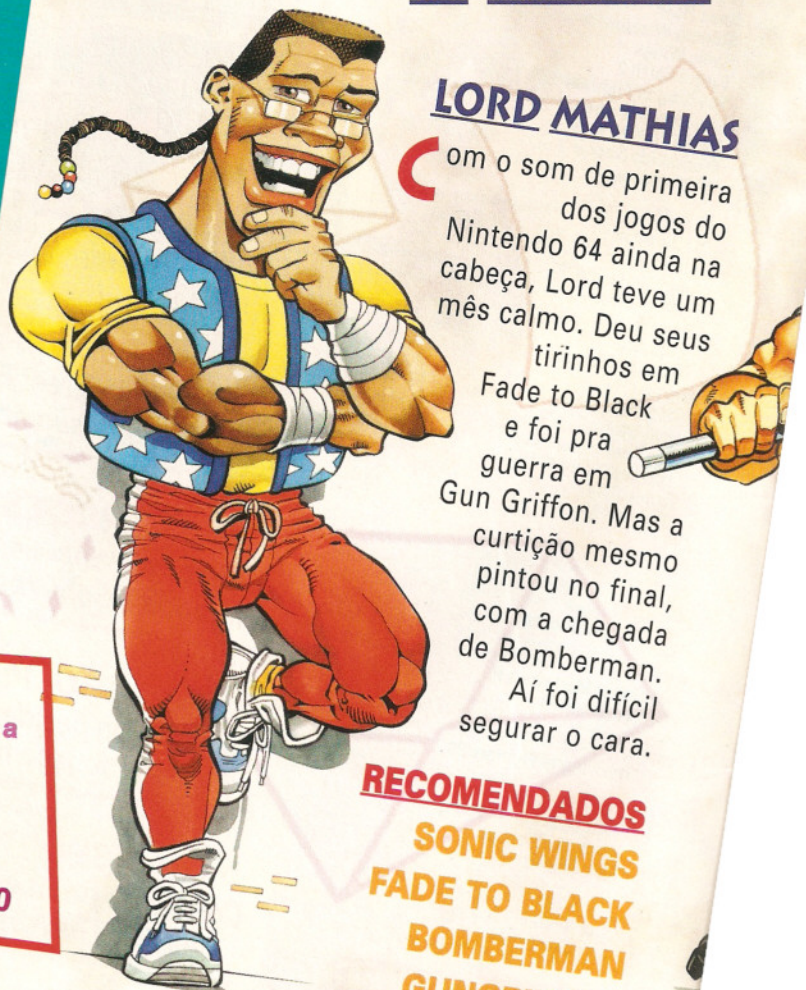 LORD MATHIAS
Com o som de primeira
dos jogos do
Nintendo 64 ainda na
cabeça, Lord teve um
mês calmo. Deu seus
tirinhos em
Fade to Black
e foi pra
guerra em
Gun Griffon. Mas a
curtição mesmo
pintou no final,
com a chegada
de Bomberman.
Aí foi difícil
segurar o cara.
a
0
RECOMENDADOS
SONIC WINGS
FADE TO BLACK
BOMBERMAN